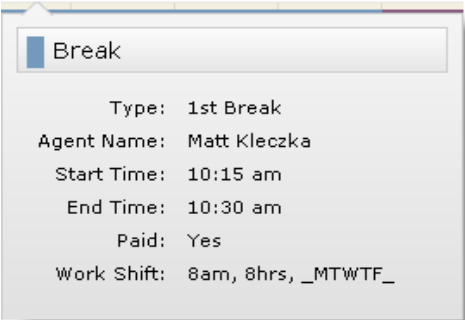 Break
Type: 1st Break
Agent Name: Matt Kleczka
Start Time: 10:15 am
End Time: 10:30 am
Paid: Yes
Work Shift: 8am, 8hrs, _MTWTF_